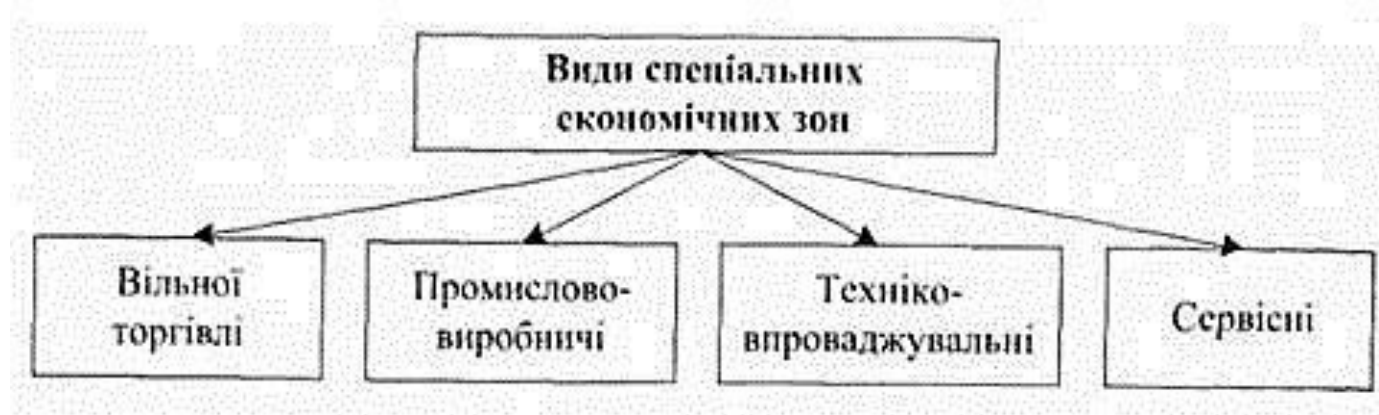 Види спеціальних
економічних зон
Вільної
торгівлі
Промислово-
виробничі
Техніко-
впроваджувальні
Сервісні